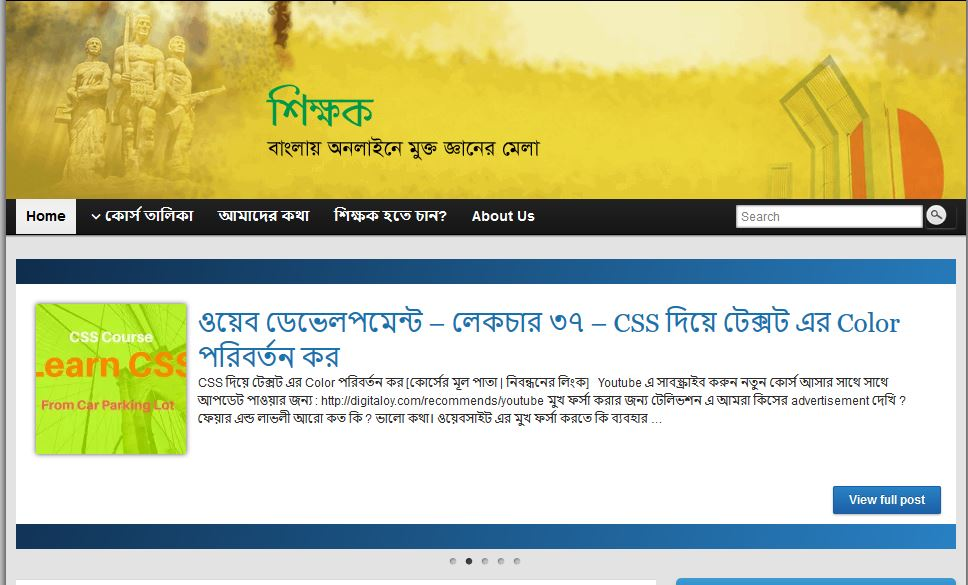 শিক্ষক
বাংলায় অনলাইনে মুক্ত জ্ঞানের মেলা
Home কোর্স তালিকা আমাদের কথা শিক্ষক হতে চান? About Us Search
CSS Course
Learn CSS
From Car Parking Lot
ওয়েব ডেভেলপমেন্ট – লেকচার ৩৭ – CSS দিয়ে টেক্সট এর Color
পরিবর্তন কর
CSS দিয়ে টেক্সট এর Color পরিবর্তন কর [কোর্সের মূল পাতা | নিবন্ধনের লিংক] Youtube এ সাবস্ক্রাইব করুন নতুন কোর্স আসার সাথে সাথে
আপডেট পাওয়ার জন্য : http://digitaloy.com/recommends/youtube মুখ ফর্সা করার জন্য টেলিভশন এ আমরা কিসের advertisement দেখি ?
ফেয়ার এন্ড লাভলী আরো কত কি ? ভালো কথা। ওয়েবসাইট এর মুখ ফর্সা করতে কি ব্যবহার ...
View full post